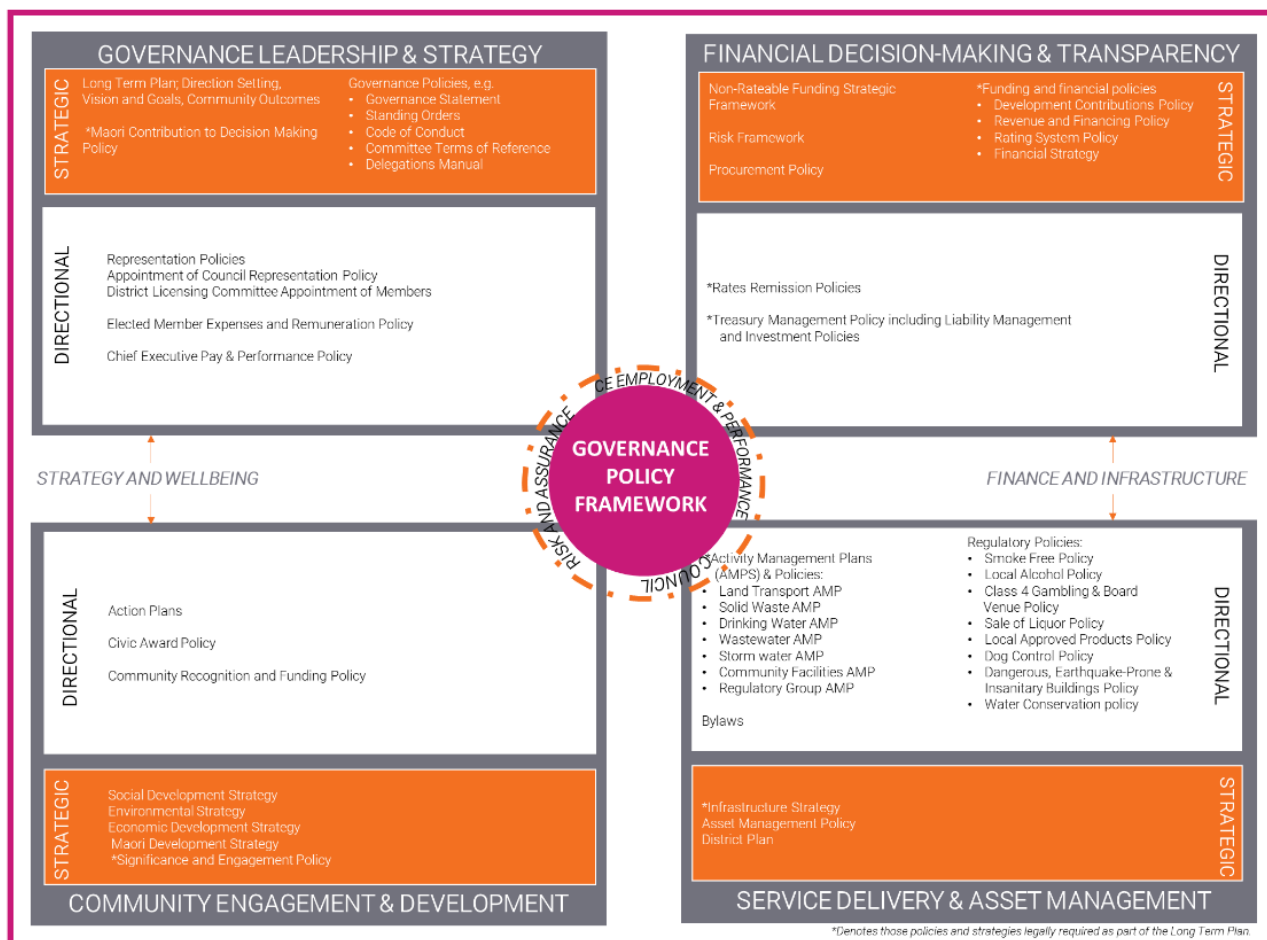 GOVERNANCE LEADERSHIP & STRATEGY
STRATEGIC
Long Term Plan; Direction Setting,
Vision and Goals, Community Outcomes
*Maori Contribution to Decision Making
Policy
Governance Policies, e.g.
• Governance Statement
• Standing Orders
• Code of Conduct
• Committee Terms of Reference
• Delegations Manual
DIRECTIONAL
Representation Policies
Appointment of Council Representation Policy
District Licensing Committee Appointment of Members
Elected Member Expenses and Remuneration Policy
Chief Executive Pay & Performance Policy
FINANCIAL DECISION-MAKING & TRANSPARENCY
Non-Rateable Funding Strategic
Framework
Risk Framework
Procurement Policy
*Funding and financial policies
• Development Contributions Policy
• Revenue and Financing Policy
• Rating System Policy
• Financial Strategy
STRATEGIC
*Rates Remission Policies
*Treasury Management Policy including Liability Management
and Investment Policies
DIRECTIONAL
STRATEGY AND WELLBEING
RISK AND ASSURANCE
CE EMPLOYMENT & PERFORMANCE
COUNCIL
GOVERNANCE
POLICY
FRAMEWORK
FINANCE AND INFRASTRUCTURE
DIRECTIONAL
Action Plans
Civic Award Policy
Community Recognition and Funding Policy
STRATEGIC
Social Development Strategy
Environmental Strategy
Economic Development Strategy
Maori Development Strategy
*Significance and Engagement Policy
COMMUNITY ENGAGEMENT & DEVELOPMENT
*Activity Management Plans
(AMPS) & Policies:
• Land Transport AMP
• Solid Waste AMP
• Drinking Water AMP
• Wastewater AMP
• Storm water AMP
• Community Facilities AMP
• Regulatory Group AMP
Bylaws
Regulatory Policies:
• Smoke Free Policy
• Local Alcohol Policy
• Class 4 Gambling & Board
Venue Policy
• Sale of Liquor Policy
• Local Approved Products Policy
• Dog Control Policy
• Dangerous, Earthquake-Prone &
Insanitary Buildings Policy
• Water Conservation policy
DIRECTIONAL
*Infrastructure Strategy
Asset Management Policy
District Plan
STRATEGIC
SERVICE DELIVERY & ASSET MANAGEMENT
*Denotes those policies and strategies legally required as part of the Long Term Plan.